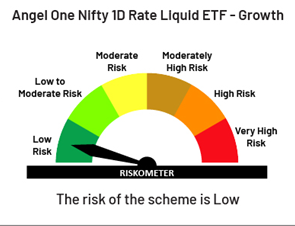 Angel One Nifty 1D Rate Liquid ETF - Growth
Moderate
Risk
Moderately
High Risk
Low to
Moderate Risk
High Risk
Low
Risk
Very High
Risk
RISKOMETER
The risk of the scheme is Low